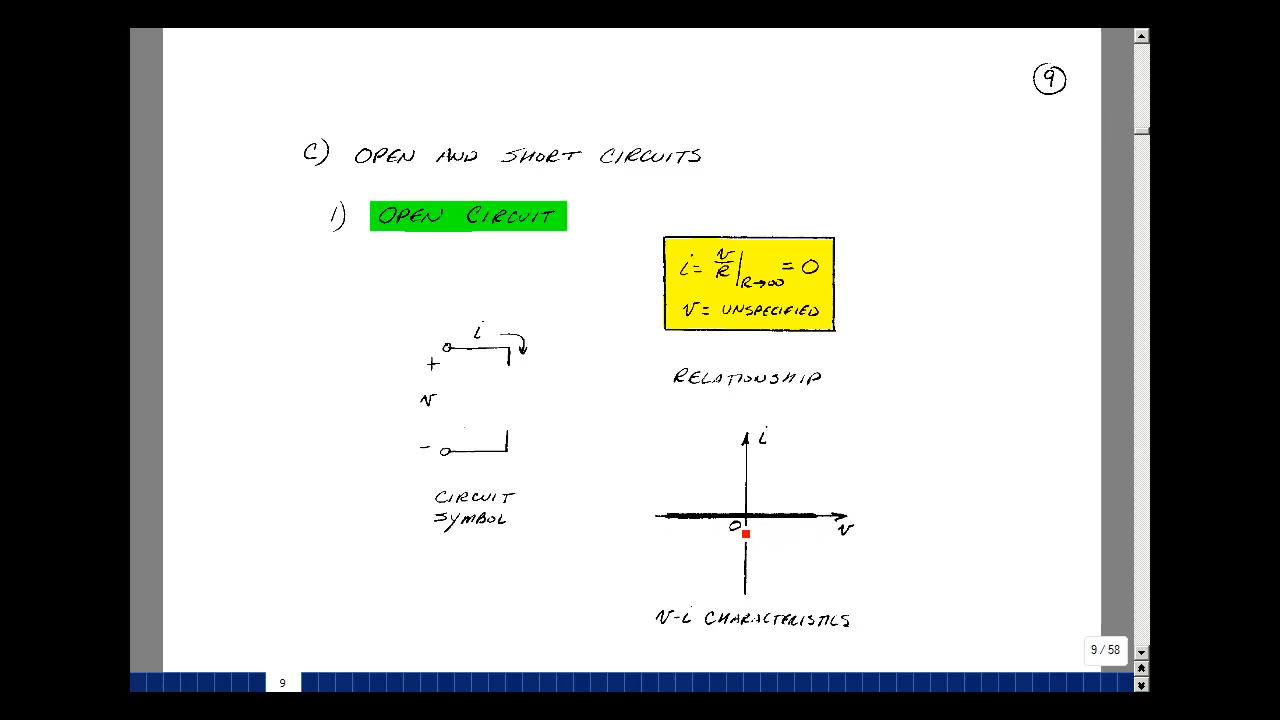 9
C) OPEN AND SHORT CIRCUITS
1) OPEN CIRCUIT
i = v/R |R→∞ = 0
v = UNSPECIFIED
i
+
v
-
CIRCUIT
SYMBOL
RELATIONSHIP
i
0
v
v-i CHARACTERISTICS
9 / 58
9